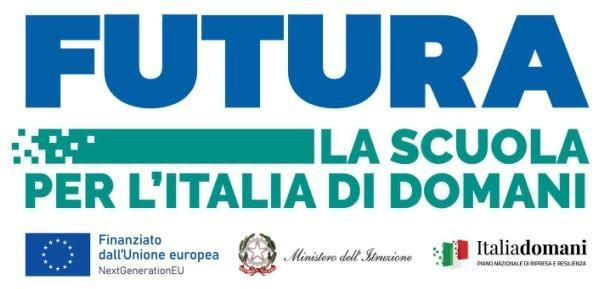 FUTURA
LA SCUOLA
PER L'ITALIA DI DOMANI
Finanziato
dall'Unione europea
NextGenerationEU
Ministero dell'Istruzione
Italiadomani
PIANO NAZIONALE DI RIPRESA E RESILIENZA